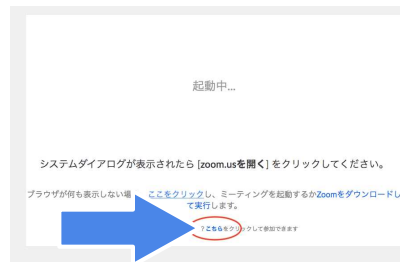 起動中...
システムダイアログが表示されたら [zoom.usを開く] をクリックしてください。
ブラウザが何も表示しない場 ここをクリックし、ミーティングを起動するかZoomをダウンロードし
て実行します。
？こちらをクリックして参加できます